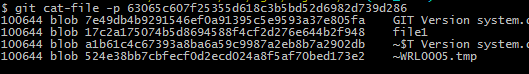 $ git cat-file -p 63065c607f25355d618c3b5bd52d6982d739d286
100644 blob 7e49db4b9291546ef0a91395c5e9593a37e805fa    GIT Version system.d
100644 blob 17c2a175074b5d8694588f4cf2d276e644b2f948    file1
100644 blob a1b61c4c67393a8ba6a59c9987a2eb8b7a2902db    ~$T Version system.d
100644 blob 524e38bb7cbfecf0d2ecd024a8f5af70bed173e2    ~WRL0005.tmp